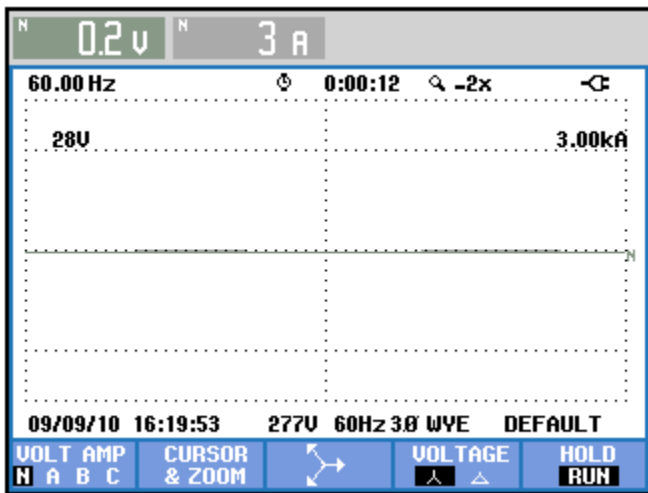 N 0.2 V N 3 A
60.00 Hz 0:00:12 -2x
28V 3.00kA
N
09/09/10 16:19:53 277V 60Hz 3Ø WYE DEFAULT
VOLT AMP CURSOR VOLTAGE HOLD
N A B C & ZOOM RUN